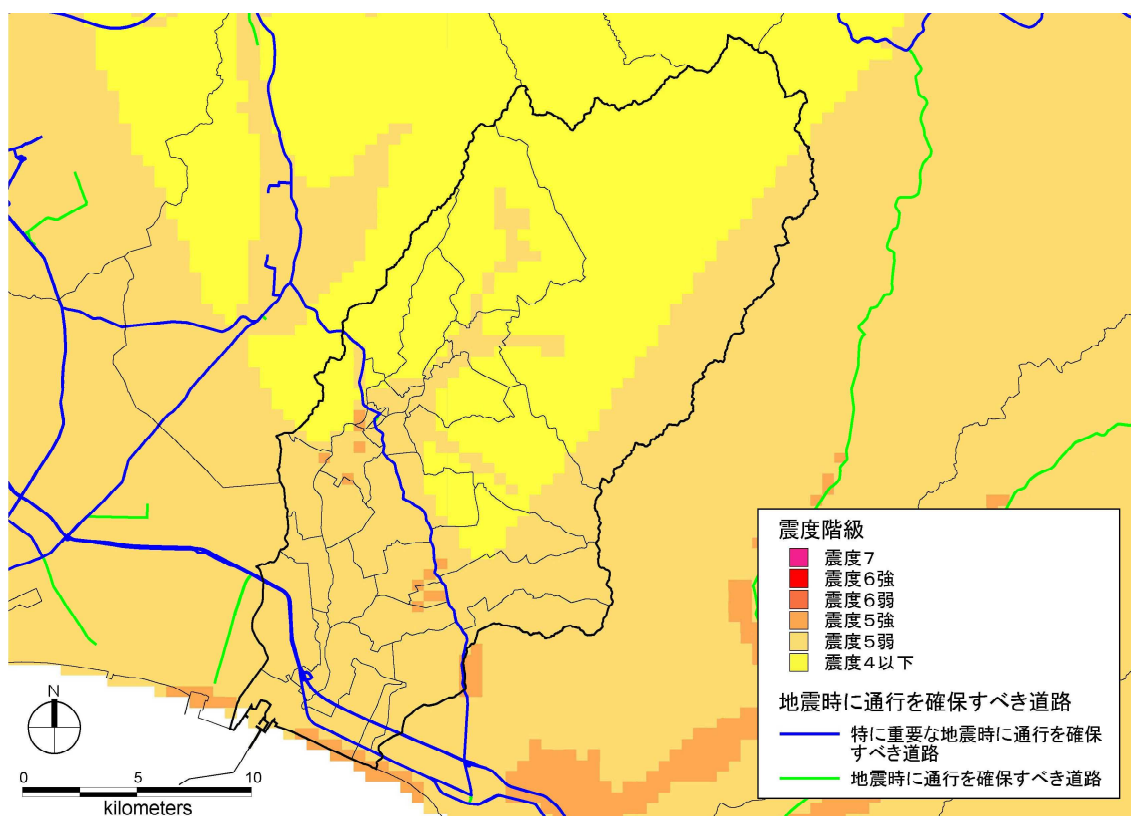 震度階級
震度7
震度6強
震度6弱
震度5強
震度5弱
震度4以下
地震時に通行を確保すべき道路
特に重要な地震時に通行を確保
すべき道路
地震時に通行を確保すべき道路
N
0 5 10
kilometers